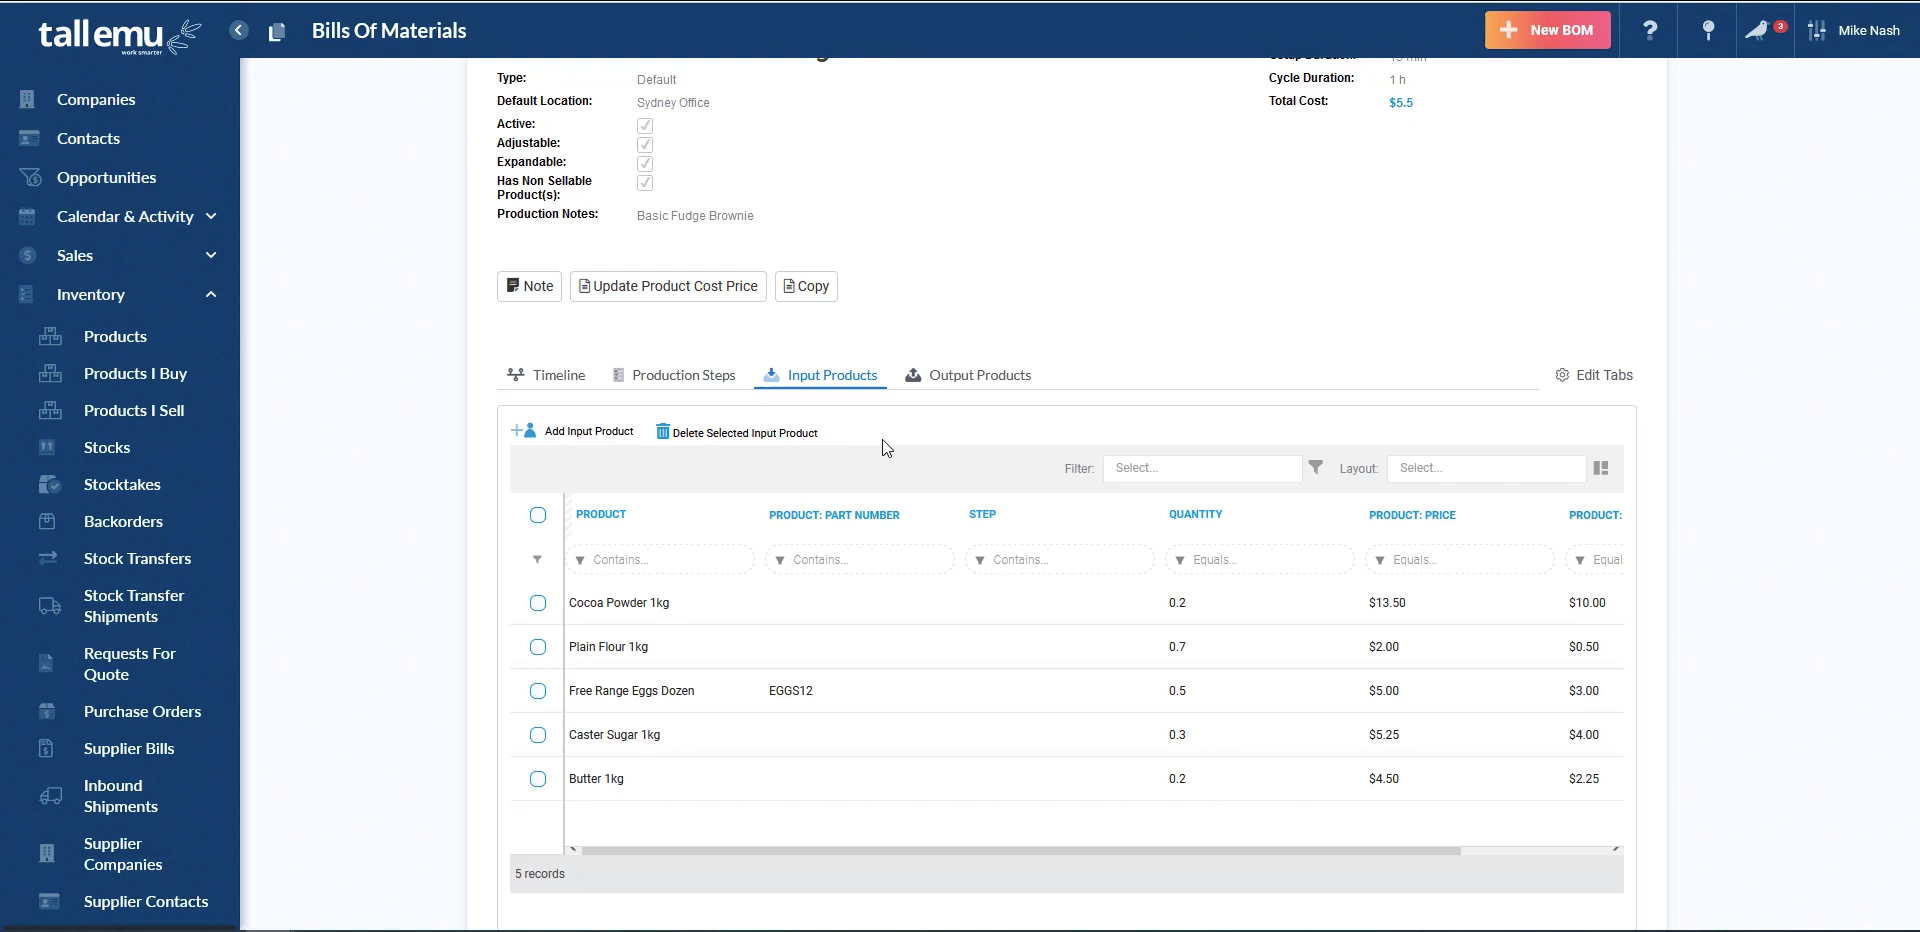 tall emu
work smarter
Bills Of Materials
New BOM
?
3
Mike Nash
Companies
Contacts
Opportunities
Calendar & Activity
Sales
Inventory
Products
Products I Buy
Products I Sell
Stocks
Stocktakes
Backorders
Stock Transfers
Stock Transfer
Shipments
Requests For
Quote
Purchase Orders
Supplier Bills
Inbound
Shipments
Supplier
Companies
Supplier Contacts
Type: Default
Default Location: Sydney Office
Active:
Adjustable:
Expandable:
Has Non Sellable
Product(s):
Production Notes: Basic Fudge Brownie
Cycle Duration: 1 h
Total Cost: $5.5
Note
Update Product Cost Price
Copy
Timeline
Production Steps
Input Products
Output Products
Edit Tabs
Add Input Product
Delete Selected Input Product
Filter: Select...
Layout: Select...
PRODUCT PRODUCT: PART NUMBER STEP QUANTITY PRODUCT: PRICE PRODUCT:
Contains... Contains... Contains... Equals... Equals... Equal
Cocoa Powder 1kg 0.2 $13.50 $10.00
Plain Flour 1kg 0.7 $2.00 $0.50
Free Range Eggs Dozen EGGS12 0.5 $5.00 $3.00
Caster Sugar 1kg 0.3 $5.25 $4.00
Butter 1kg 0.2 $4.50 $2.25
5 records